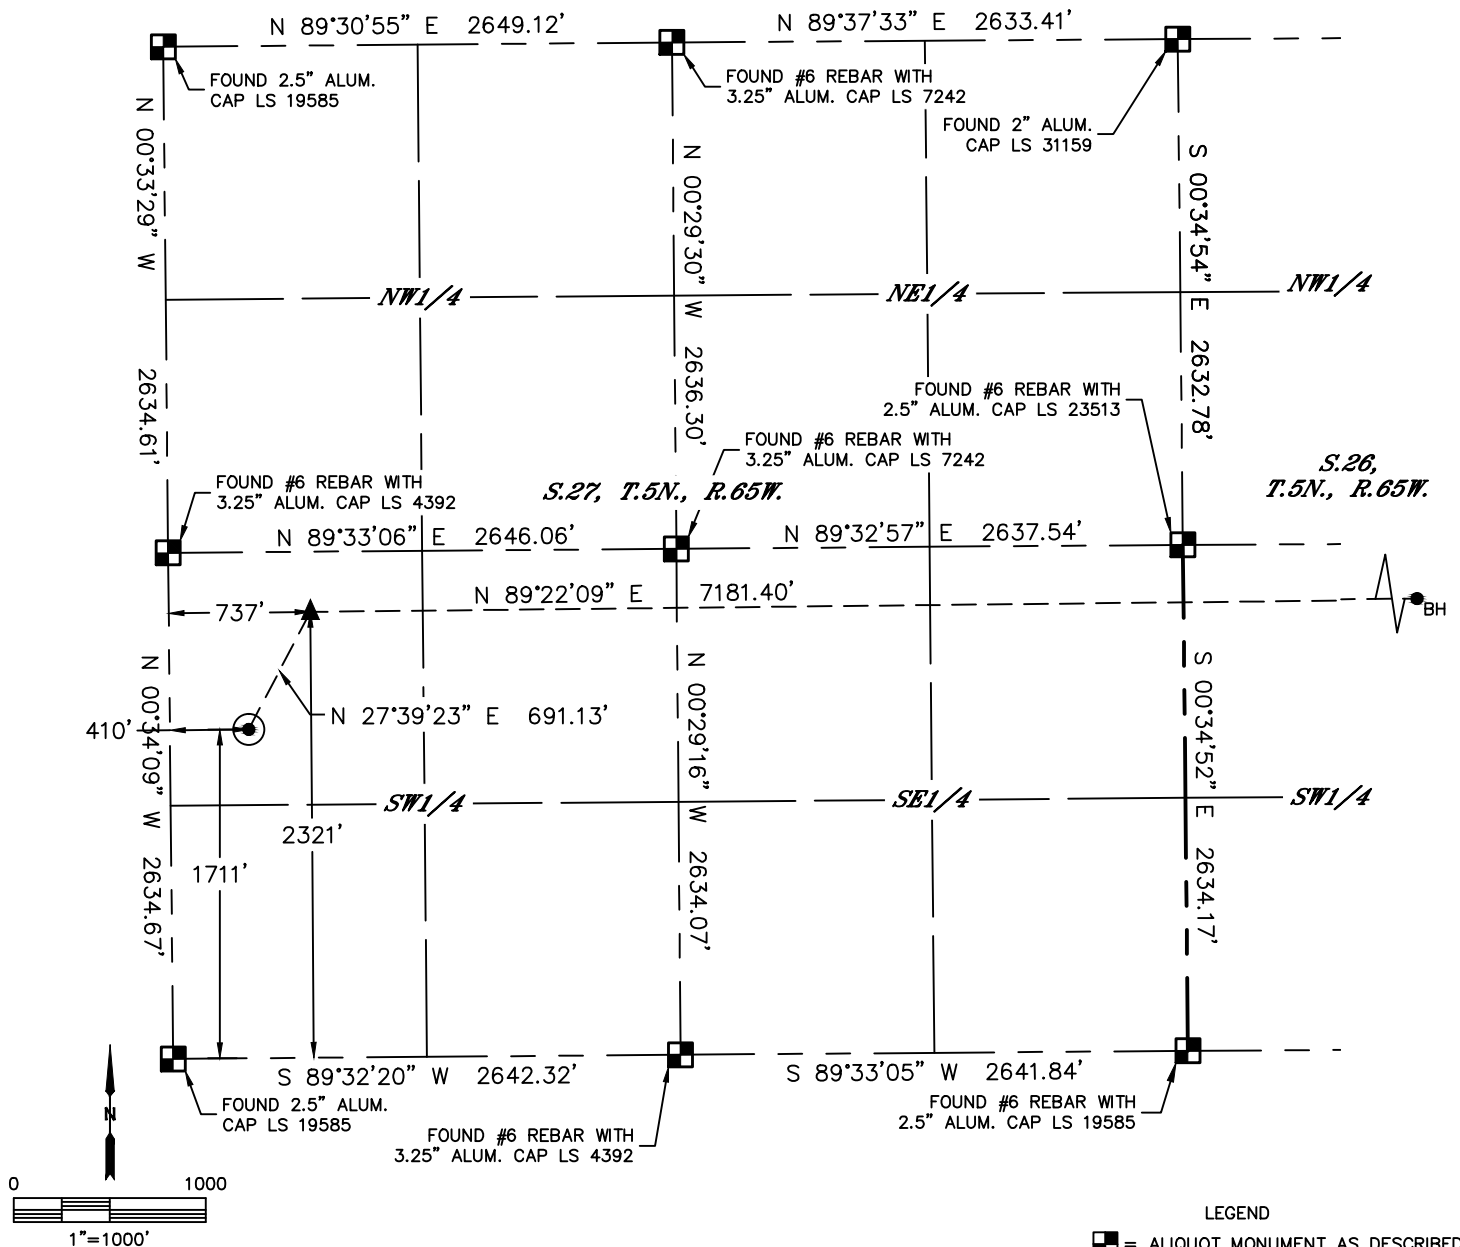 N 89°30'55" E 2649.12'
N 89°37'33" E 2633.41'
FOUND 2.5" ALUM.
CAP LS 19585
FOUND #6 REBAR WITH
3.25" ALUM. CAP LS 7242
FOUND 2" ALUM.
CAP LS 31159
N 00°33'29" W 2634.61'
N 00°29'30" W 2636.30'
S 00°34'54" E 2632.78'
NW1/4
NE1/4
NW1/4
FOUND #6 REBAR WITH
2.5" ALUM. CAP LS 23513
FOUND #6 REBAR WITH
3.25" ALUM. CAP LS 7242
FOUND #6 REBAR WITH
3.25" ALUM. CAP LS 4392
S.27, T.5N., R.65W.
S.26,
T.5N., R.65W.
N 89°33'06" E 2646.06'
N 89°32'57" E 2637.54'
N 89°22'09" E 7181.40'
BH
737'
N 00°34'09" W 2634.67'
N 00°29'16" W 2634.07'
S 00°34'52" E 2634.17'
N 27°39'23" E 691.13'
410'
SW1/4
SE1/4
SW1/4
2321'
1711'
S 89°32'20" W 2642.32'
S 89°33'05" W 2641.84'
FOUND 2.5" ALUM.
CAP LS 19585
FOUND #6 REBAR WITH
3.25" ALUM. CAP LS 4392
FOUND #6 REBAR WITH
2.5" ALUM. CAP LS 19585
N
0 1000
1"=1000'
LEGEND
= ALIQUOT MONUMENT AS DESCRIBED